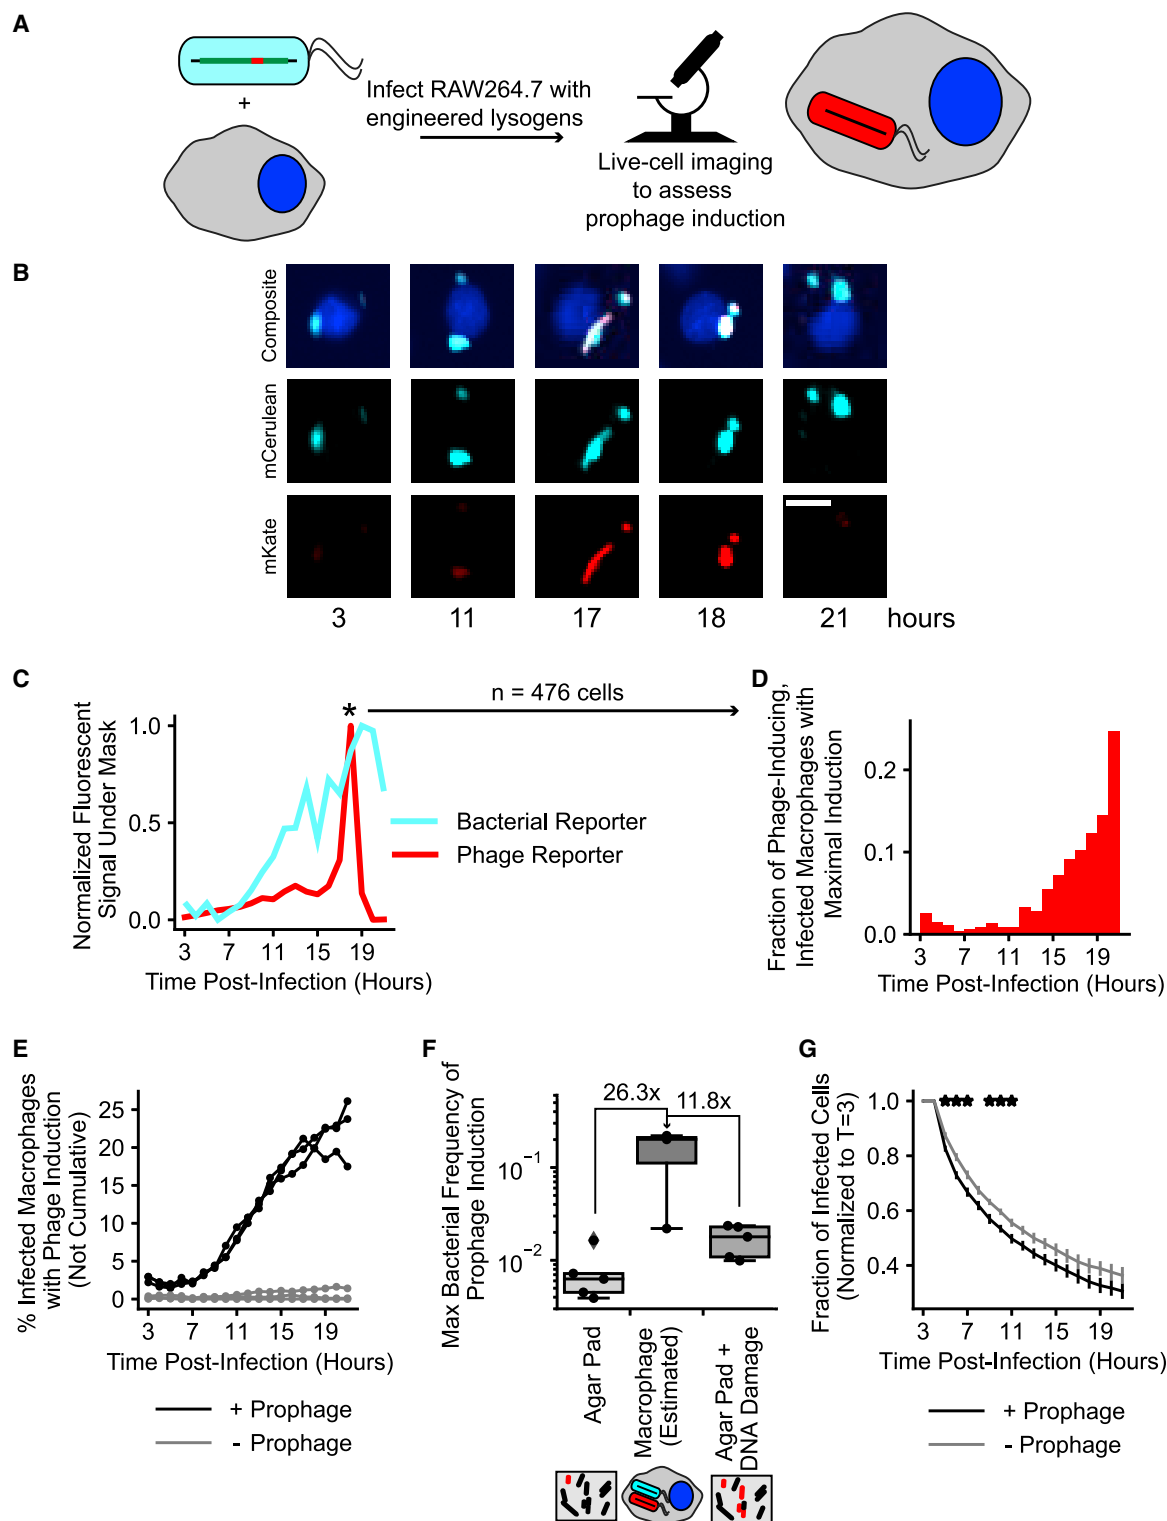 A
+
Infect RAW264.7 with
engineered lysogens
Live-cell imaging
to assess
prophage induction
B
Composite
mCerulean
mKate
3 11 17 18 21 hours
C
n = 476 cells
*
Normalized Fluorescent
Signal Under Mask
1.0
0.5
0.0
3 7 11 15 19
Time Post-Infection (Hours)
Bacterial Reporter
Phage Reporter
D
Fraction of Phage-Inducing,
Infected Macrophages with
Maximal Induction
0.2
0.1
0.0
3 7 11 15 19
Time Post-Infection (Hours)
E
% Infected Macrophages
with Phage Induction
(Not Cumulative)
25
20
15
10
5
0
3 7 11 15 19
Time Post-Infection (Hours)
+ Prophage
- Prophage
F
Max Bacterial Frequency of
Prophage Induction
26.3x
11.8x
10⁻¹
10⁻²
Agar Pad
Macrophage
(Estimated)
Agar Pad +
DNA Damage
G
Fraction of Infected Cells
(Normalized to T=3)
1.0
0.8
0.6
0.4
★★★ ★★★
3 7 11 15 19
Time Post-Infection (Hours)
+ Prophage
- Prophage